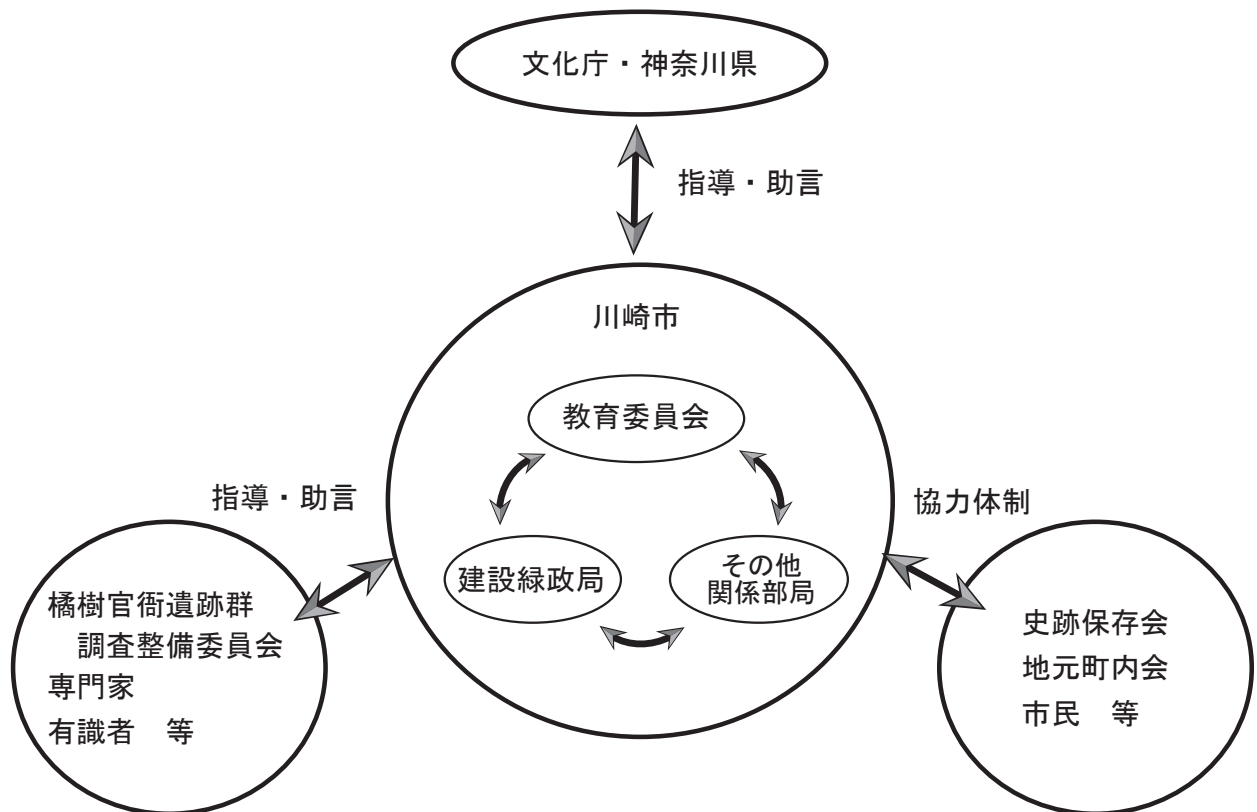 文化庁・神奈川県
指導・助言
川崎市
教育委員会
建設緑政局
その他
関係部局
指導・助言
橘樹官衙遺跡群
調査整備委員会
専門家
有識者　等
協力体制
史跡保存会
地元町内会
市民　等